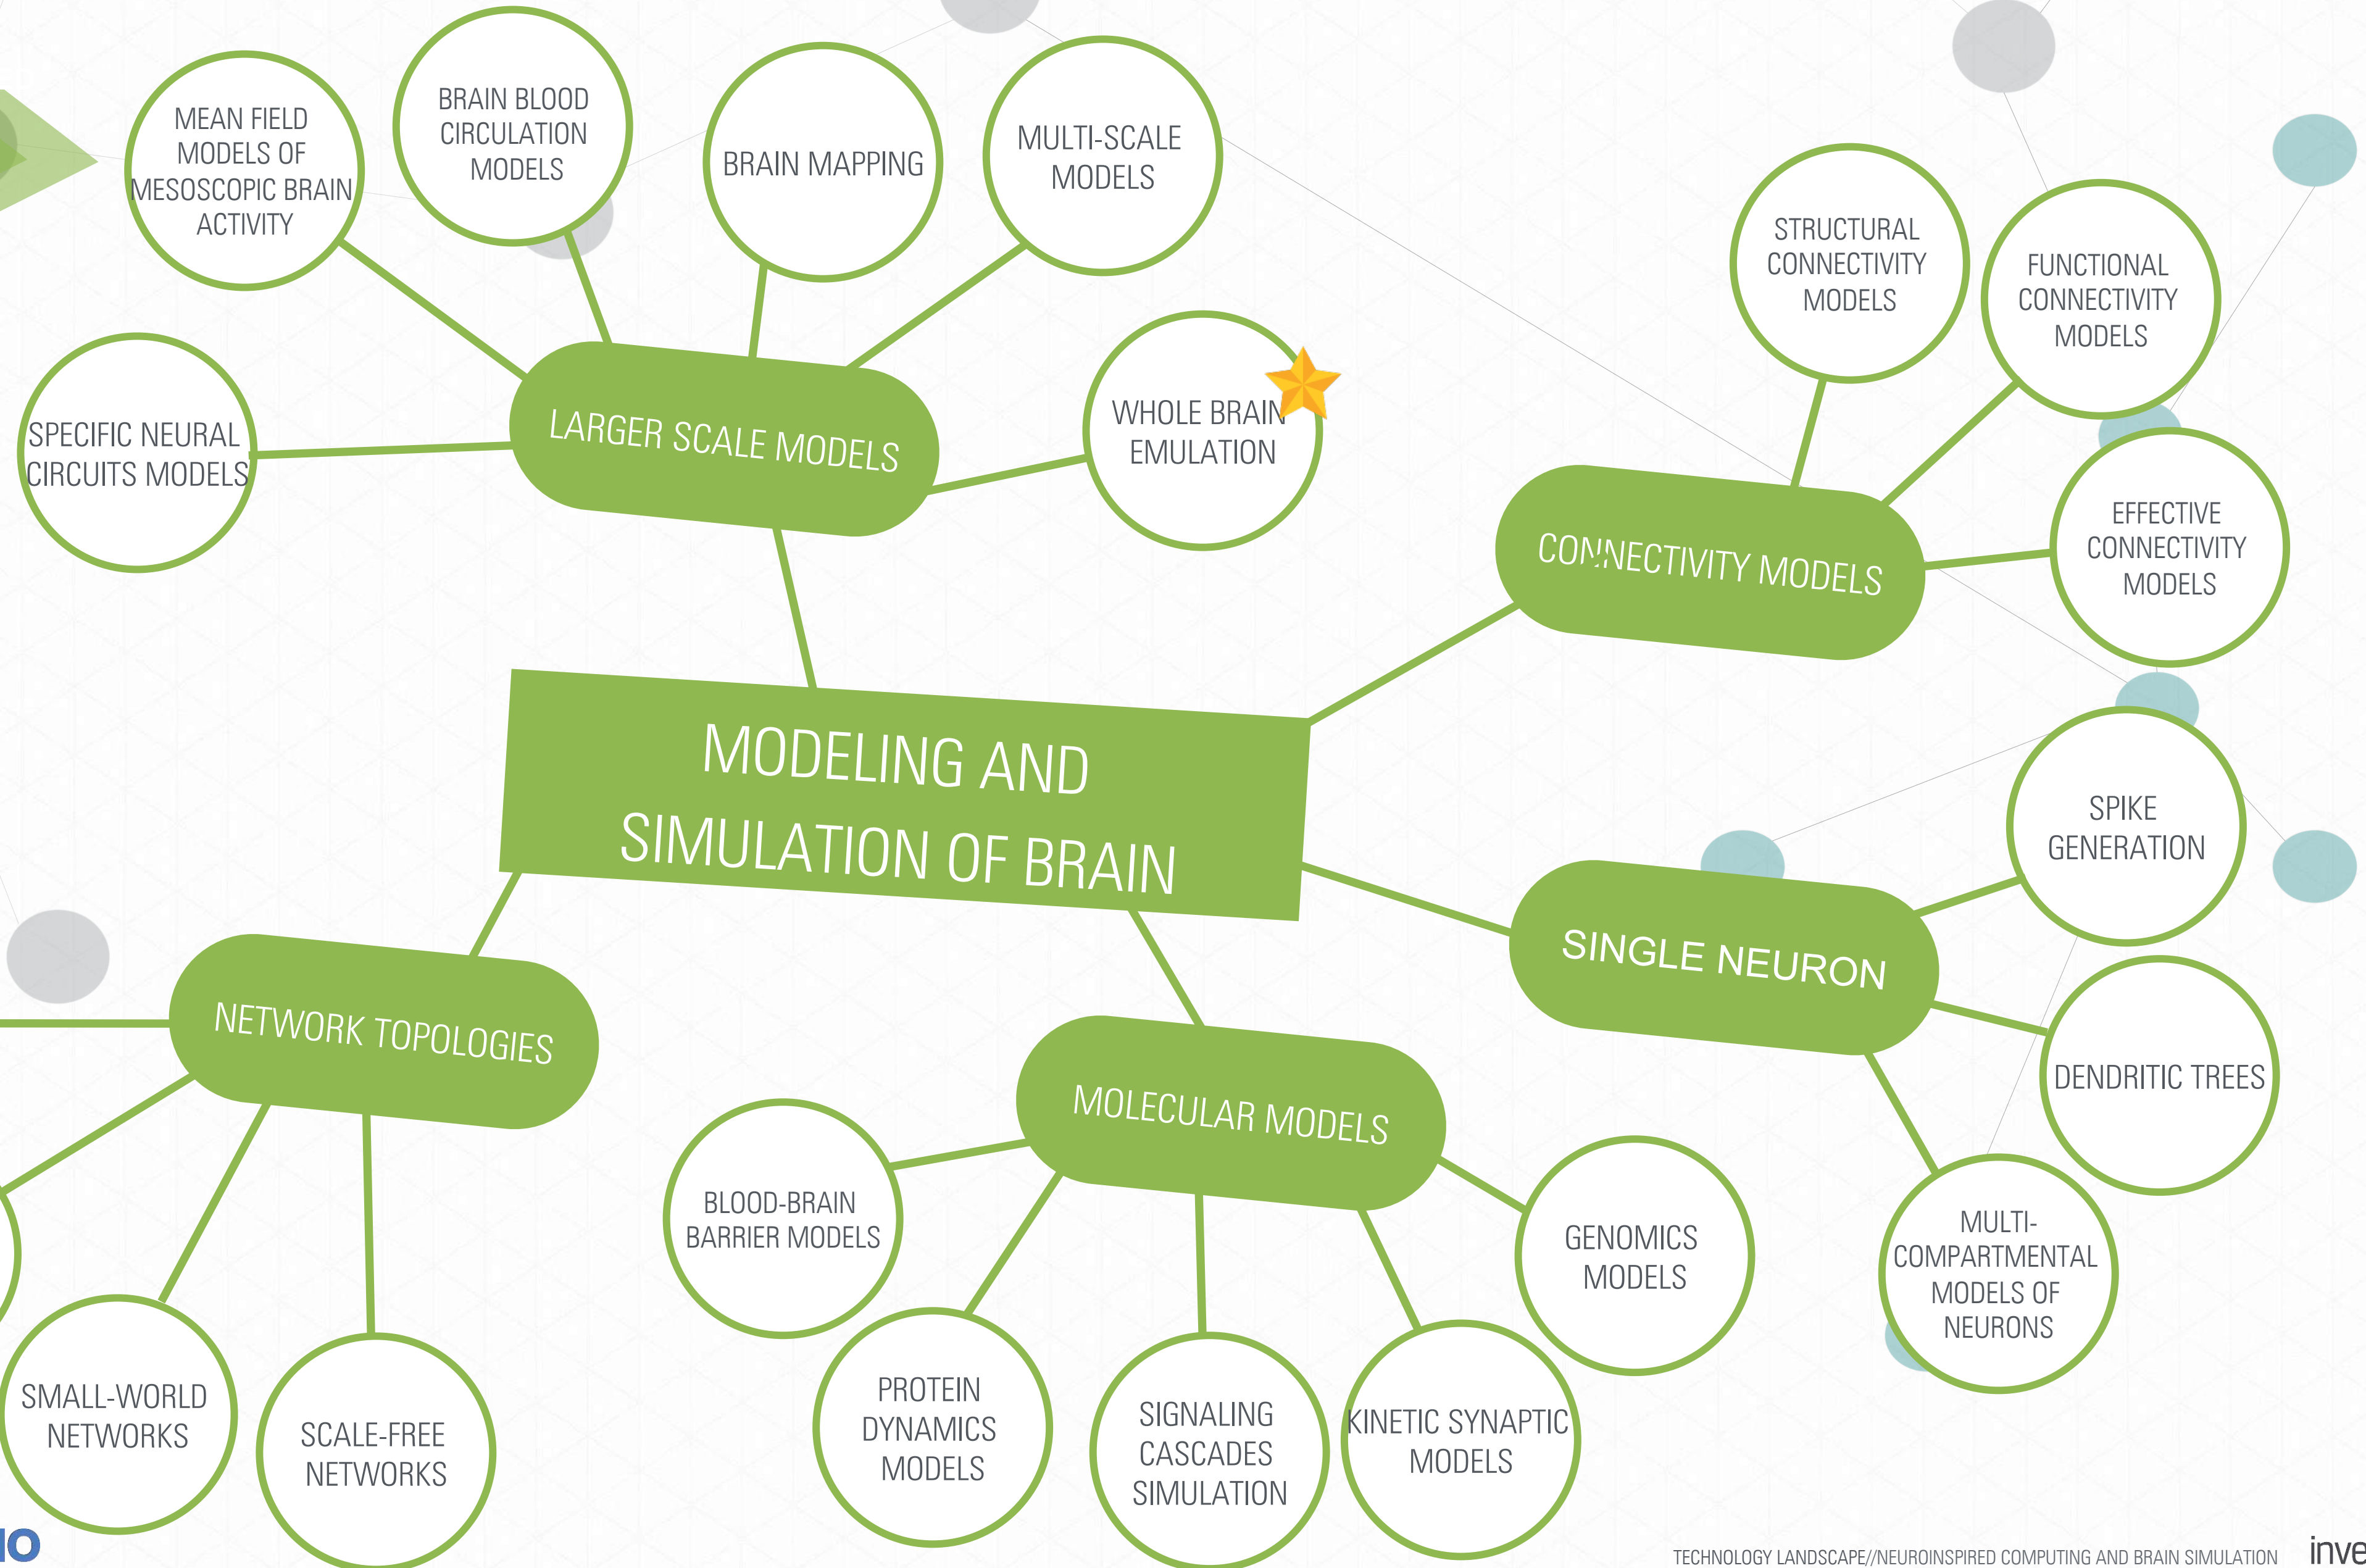 MEAN FIELD
MODELS OF
MESOSCOPIC BRAIN
ACTIVITY
BRAIN BLOOD
CIRCULATION
MODELS
BRAIN MAPPING
MULTI-SCALE
MODELS
STRUCTURAL
CONNECTIVITY
MODELS
FUNCTIONAL
CONNECTIVITY
MODELS
SPECIFIC NEURAL
CIRCUITS MODELS
LARGER SCALE MODELS
WHOLE BRAIN
EMULATION
CONNECTIVITY MODELS
EFFECTIVE
CONNECTIVITY
MODELS
MODELING AND
SIMULATION OF BRAIN
SPIKE
GENERATION
SINGLE NEURON
NETWORK TOPOLOGIES
DENDRITIC TREES
MOLECULAR MODELS
BLOOD-BRAIN
BARRIER MODELS
GENOMICS
MODELS
MULTI-
COMPARTMENTAL
MODELS OF
NEURONS
SMALL-WORLD
NETWORKS
SCALE-FREE
NETWORKS
PROTEIN
DYNAMICS
MODELS
SIGNALING
CASCADES
SIMULATION
KINETIC SYNAPTIC
MODELS
TECHNOLOGY LANDSCAPE//NEUROINSPIRED COMPUTING AND BRAIN SIMULATION